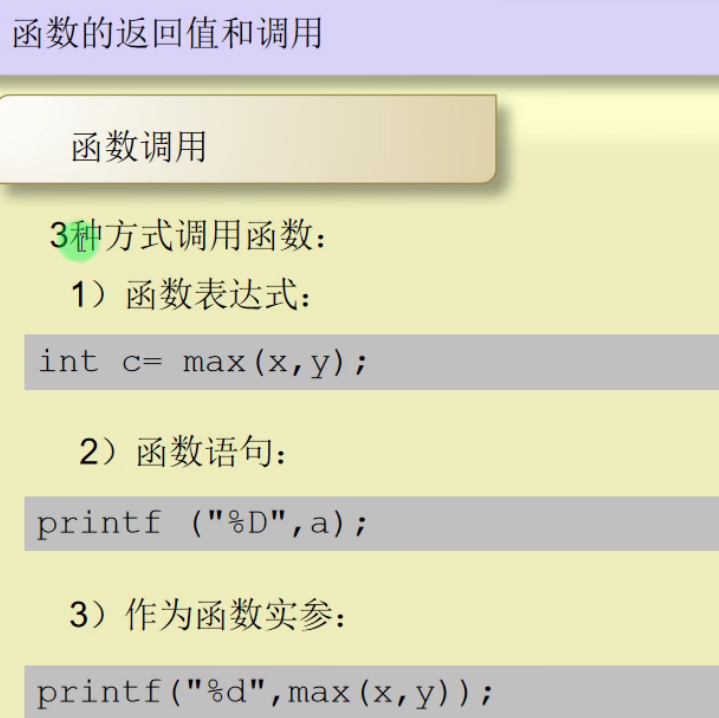 函数的返回值和调用
函数调用
3种方式调用函数：
1）函数表达式：
int c= max(x,y);
2）函数语句：
printf ("%D",a);
3）作为函数实参：
printf("%d",max(x,y));